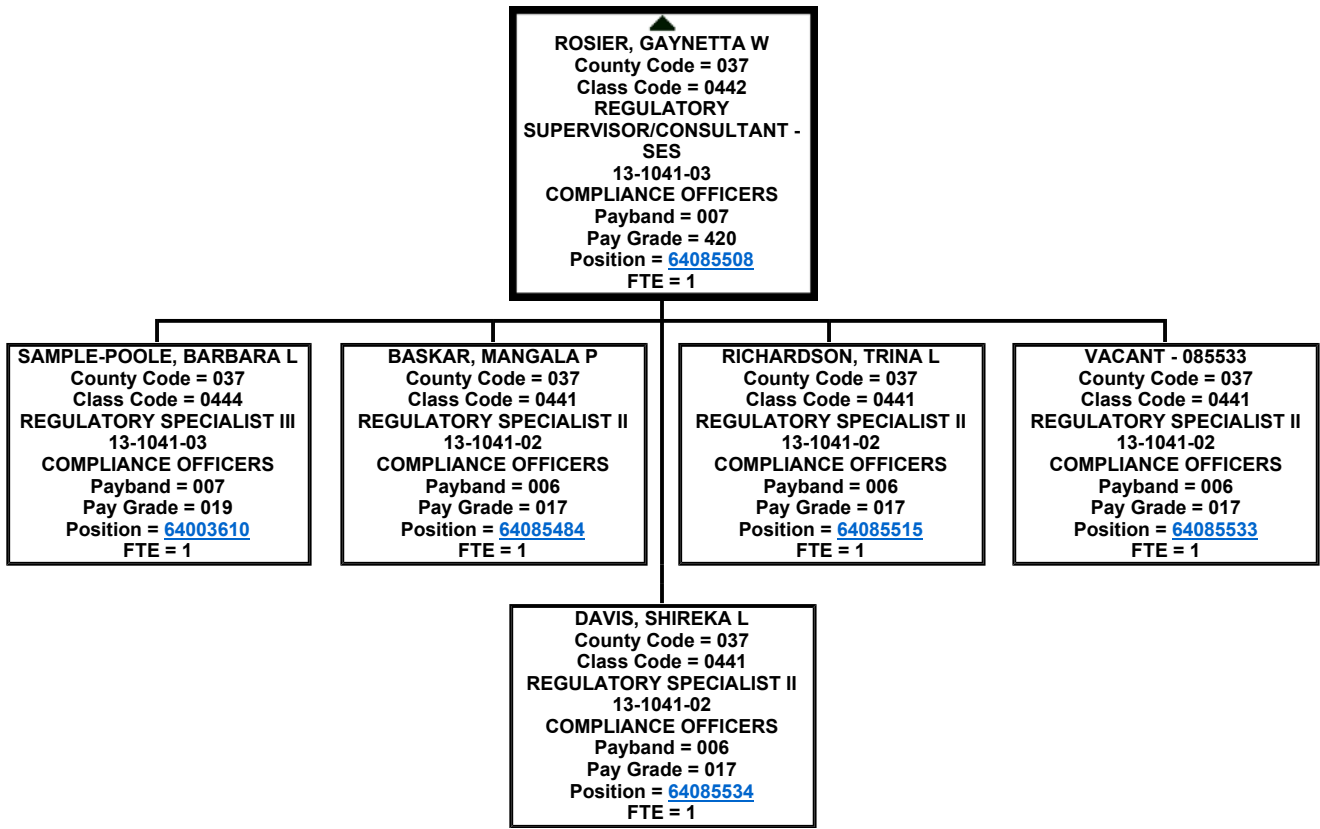 ROSIER, GAYNETTA W
County Code = 037
Class Code = 0442
REGULATORY
SUPERVISOR/CONSULTANT -
SES
13-1041-03
COMPLIANCE OFFICERS
Payband = 007
Pay Grade = 420
Position = 64085508
FTE = 1
SAMPLE-POOLE, BARBARA L
County Code = 037
Class Code = 0444
REGULATORY SPECIALIST III
13-1041-03
COMPLIANCE OFFICERS
Payband = 007
Pay Grade = 019
Position = 64003610
FTE = 1
BASKAR, MANGALA P
County Code = 037
Class Code = 0441
REGULATORY SPECIALIST II
13-1041-02
COMPLIANCE OFFICERS
Payband = 006
Pay Grade = 017
Position = 64085484
FTE = 1
RICHARDSON, TRINA L
County Code = 037
Class Code = 0441
REGULATORY SPECIALIST II
13-1041-02
COMPLIANCE OFFICERS
Payband = 006
Pay Grade = 017
Position = 64085515
FTE = 1
VACANT - 085533
County Code = 037
Class Code = 0441
REGULATORY SPECIALIST II
13-1041-02
COMPLIANCE OFFICERS
Payband = 006
Pay Grade = 017
Position = 64085533
FTE = 1
DAVIS, SHIREKA L
County Code = 037
Class Code = 0441
REGULATORY SPECIALIST II
13-1041-02
COMPLIANCE OFFICERS
Payband = 006
Pay Grade = 017
Position = 64085534
FTE = 1